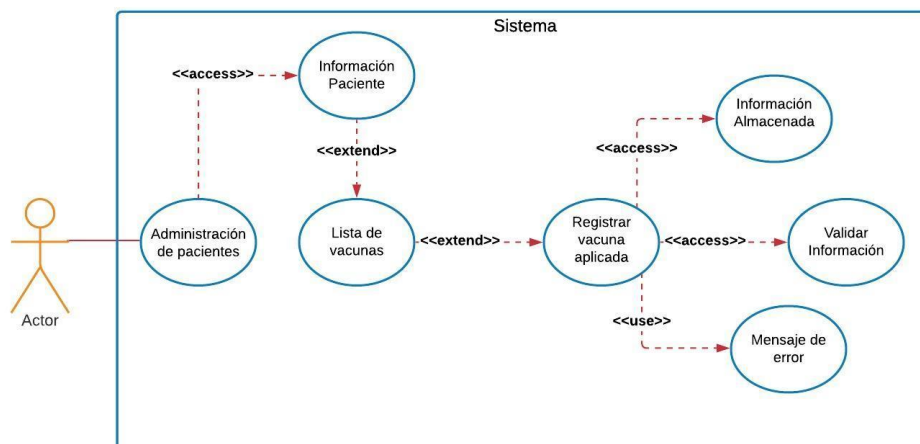 Sistema
<<access>>
Información
Paciente
<<extend>>
Información
Almacenada
<<access>>
Actor
Administración
de pacientes
Lista de
vacunas
<<extend>>
Registrar
vacuna
aplicada
<<access>>
Validar
Información
<<use>>
Mensaje de
error